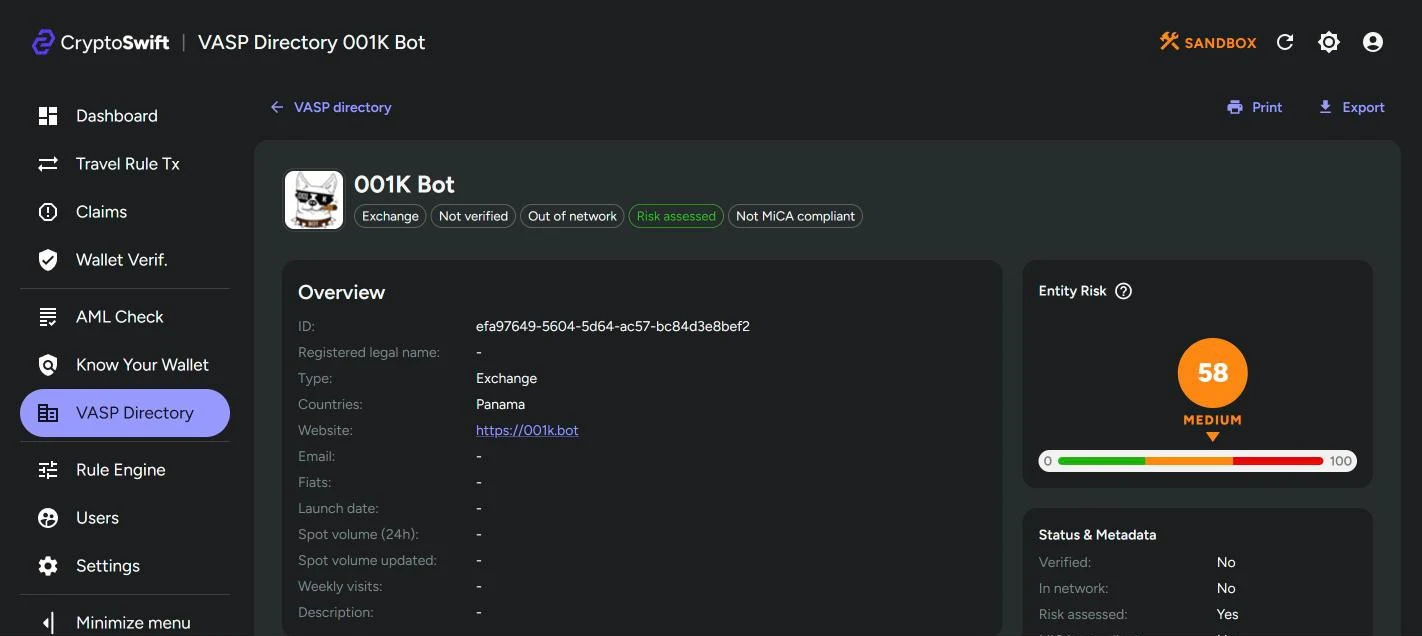 CryptoSwift | VASP Directory 001K Bot
SANDBOX
Dashboard
Travel Rule Tx
Claims
Wallet Verif.
AML Check
Know Your Wallet
VASP Directory
Rule Engine
Users
Settings
Minimize menu
VASP directory
Print
Export
001K Bot
Exchange
Not verified
Out of network
Risk assessed
Not MiCA compliant
Overview
ID: efa97649-5604-5d64-ac57-bc84d3e8bef2
Registered legal name: -
Type: Exchange
Countries: Panama
Website: https://001k.bot
Email: -
Fiats: -
Launch date: -
Spot volume (24h): -
Spot volume updated: -
Weekly visits: -
Description: -
Entity Risk
58
MEDIUM
0 100
Status & Metadata
Verified: No
In network: No
Risk assessed: Yes